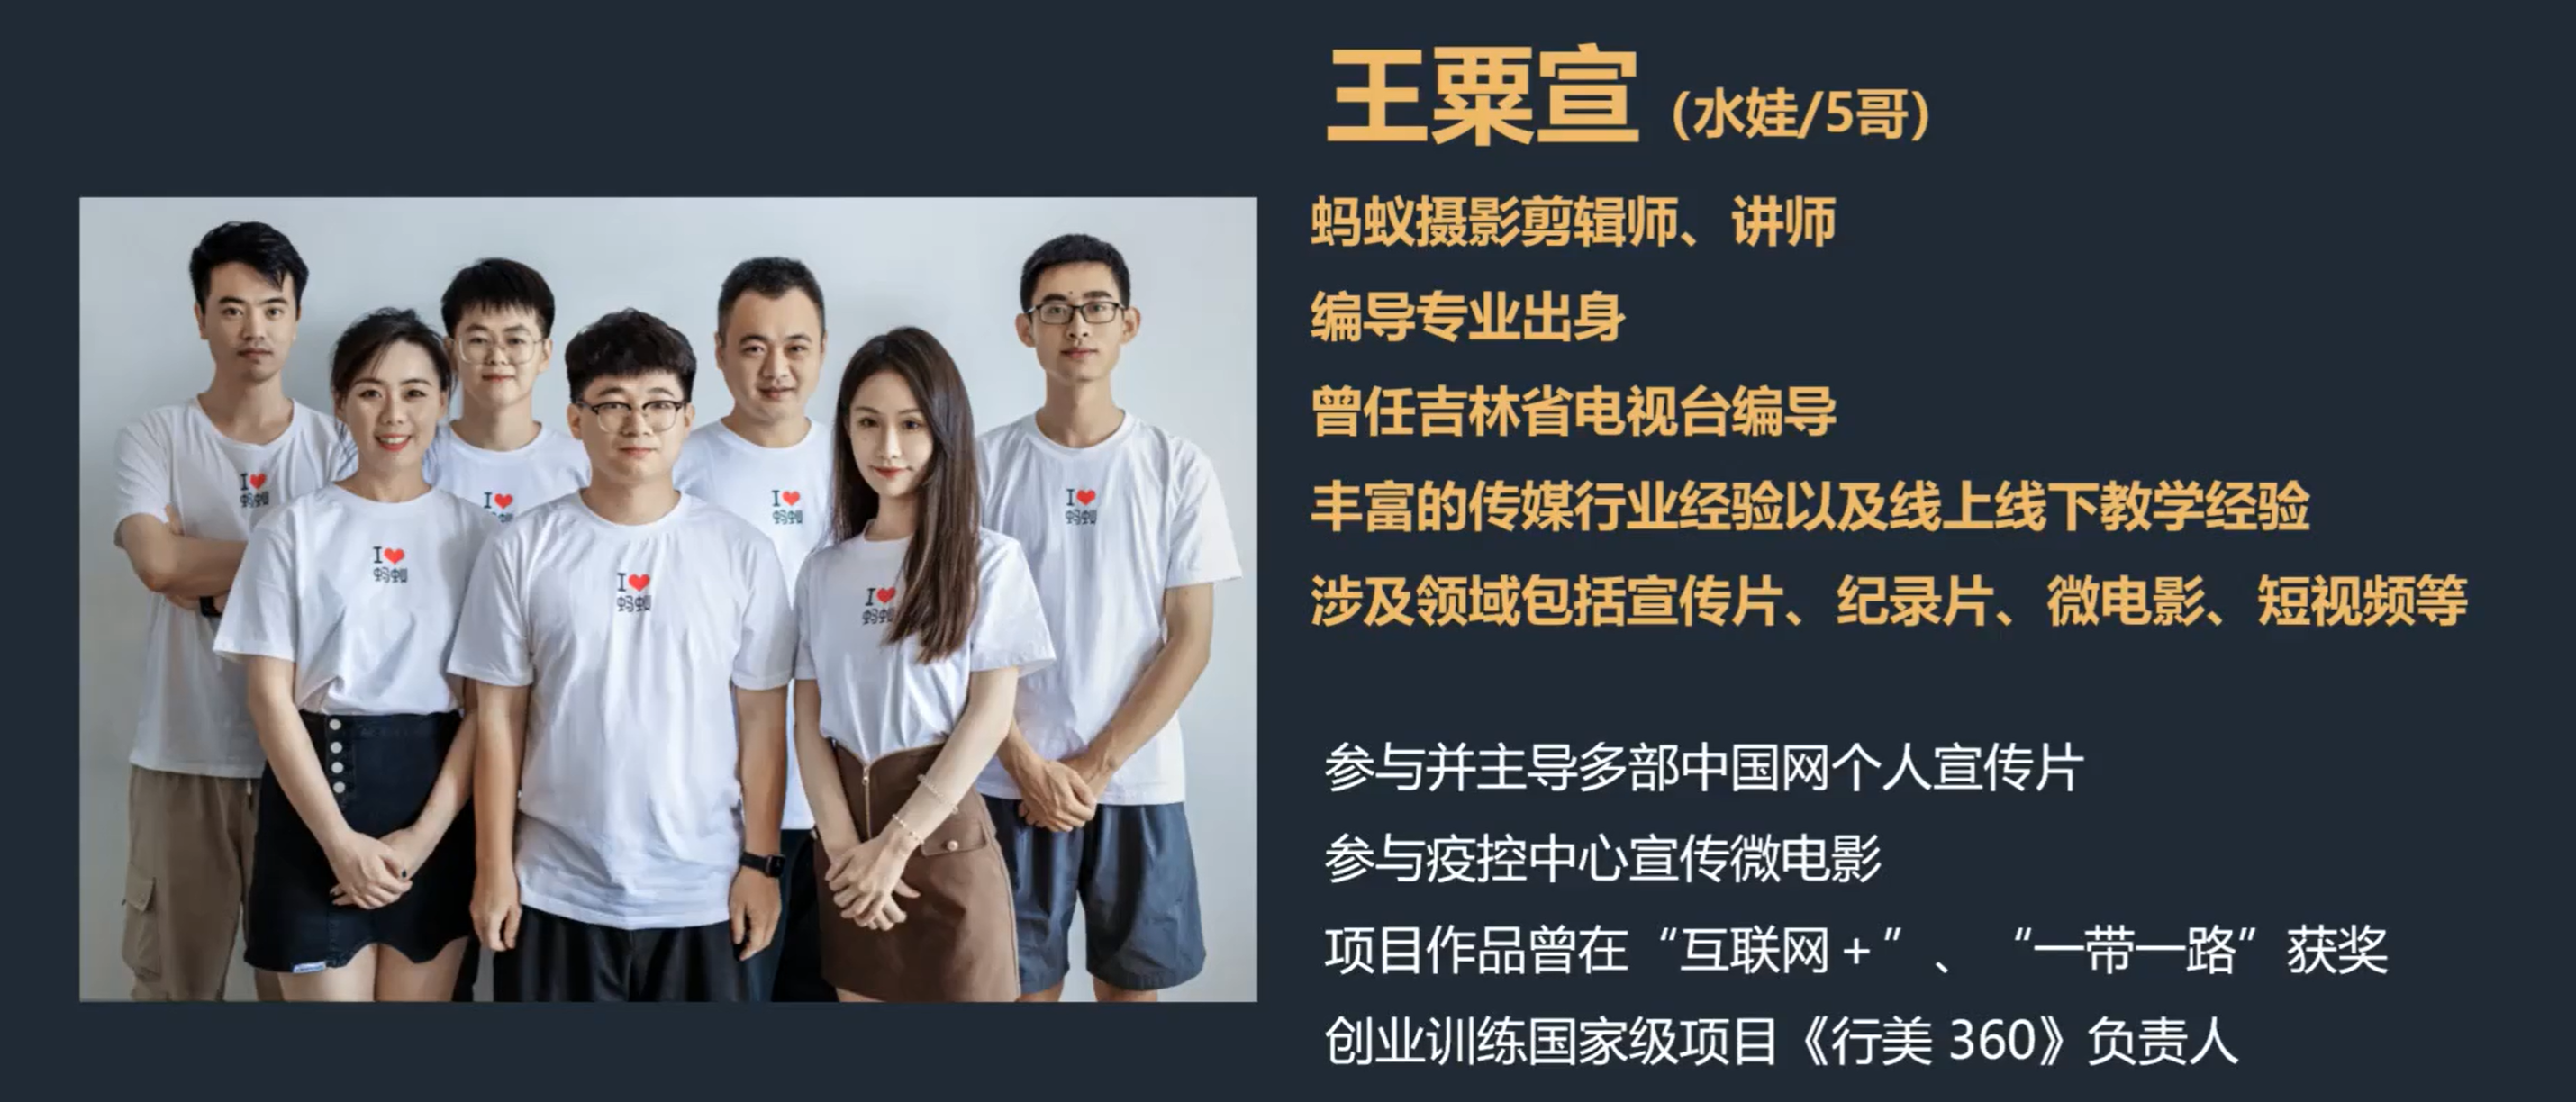 王粟宣 (水娃/5哥)
蚂蚁摄影剪辑师、讲师
编导专业出身
曾任吉林省电视台编导
丰富的传媒行业经验以及线上线下教学经验
涉及领域包括宣传片、纪录片、微电影、短视频等
参与并主导多部中国网个人宣传片
参与疫控中心宣传微电影
项目作品曾在“互联网+”、“一带一路”获奖
创业训练国家级项目《行美 360》负责人
I❤
蚂蚁
I❤
蚂蚁
I❤
蚂蚁
I❤
蚂蚁
I❤
蚂蚁
I❤
蚂蚁
I❤
蚂蚁